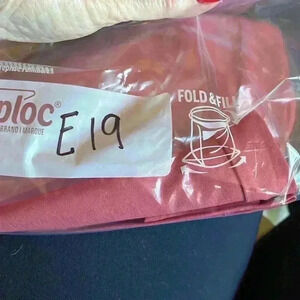 ploc®
BRAND | MARQUE
E19
FOLD & FILL